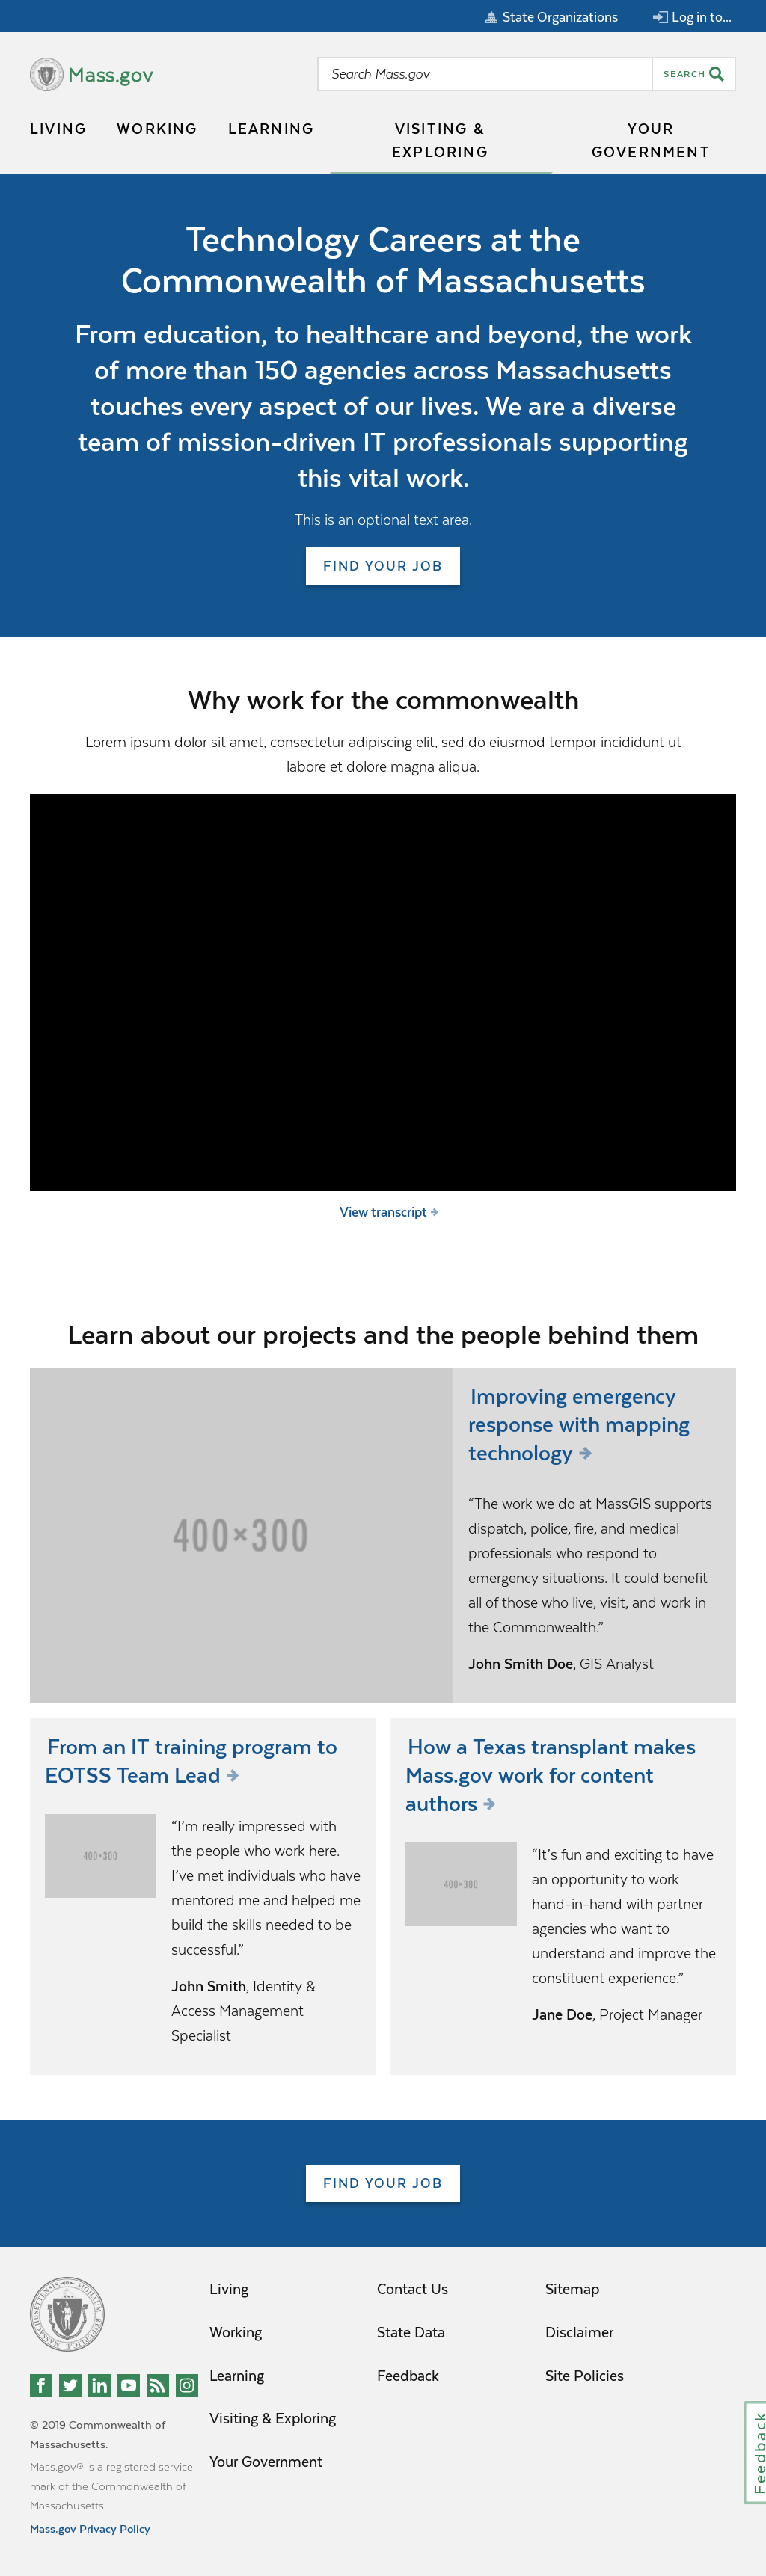 State Organizations
Log in to...
Mass.gov
Search Mass.gov
SEARCH
LIVING
WORKING
LEARNING
VISITING &
EXPLORING
YOUR
GOVERNMENT
Technology Careers at the
Commonwealth of Massachusetts
From education, to healthcare and beyond, the work
of more than 150 agencies across Massachusetts
touches every aspect of our lives. We are a diverse
team of mission-driven IT professionals supporting
this vital work.
This is an optional text area.
FIND YOUR JOB
Why work for the commonwealth
Lorem ipsum dolor sit amet, consectetur adipiscing elit, sed do eiusmod tempor incididunt ut
labore et dolore magna aliqua.
View transcript
Learn about our projects and the people behind them
400×300
Improving emergency
response with mapping
technology
“The work we do at MassGIS supports
dispatch, police, fire, and medical
professionals who respond to
emergency situations. It could benefit
all of those who live, visit, and work in
the Commonwealth.”
John Smith Doe, GIS Analyst
From an IT training program to
EOTSS Team Lead
400×300
“I’m really impressed with
the people who work here.
I’ve met individuals who have
mentored me and helped me
build the skills needed to be
successful.”
John Smith, Identity &
Access Management
Specialist
How a Texas transplant makes
Mass.gov work for content
authors
400×300
“It’s fun and exciting to have
an opportunity to work
hand-in-hand with partner
agencies who want to
understand and improve the
constituent experience.”
Jane Doe, Project Manager
FIND YOUR JOB
Living
Working
Learning
Visiting & Exploring
Your Government
Contact Us
State Data
Feedback
Sitemap
Disclaimer
Site Policies
© 2019 Commonwealth of
Massachusetts.
Mass.gov® is a registered service
mark of the Commonwealth of
Massachusetts.
Mass.gov Privacy Policy
Feedback